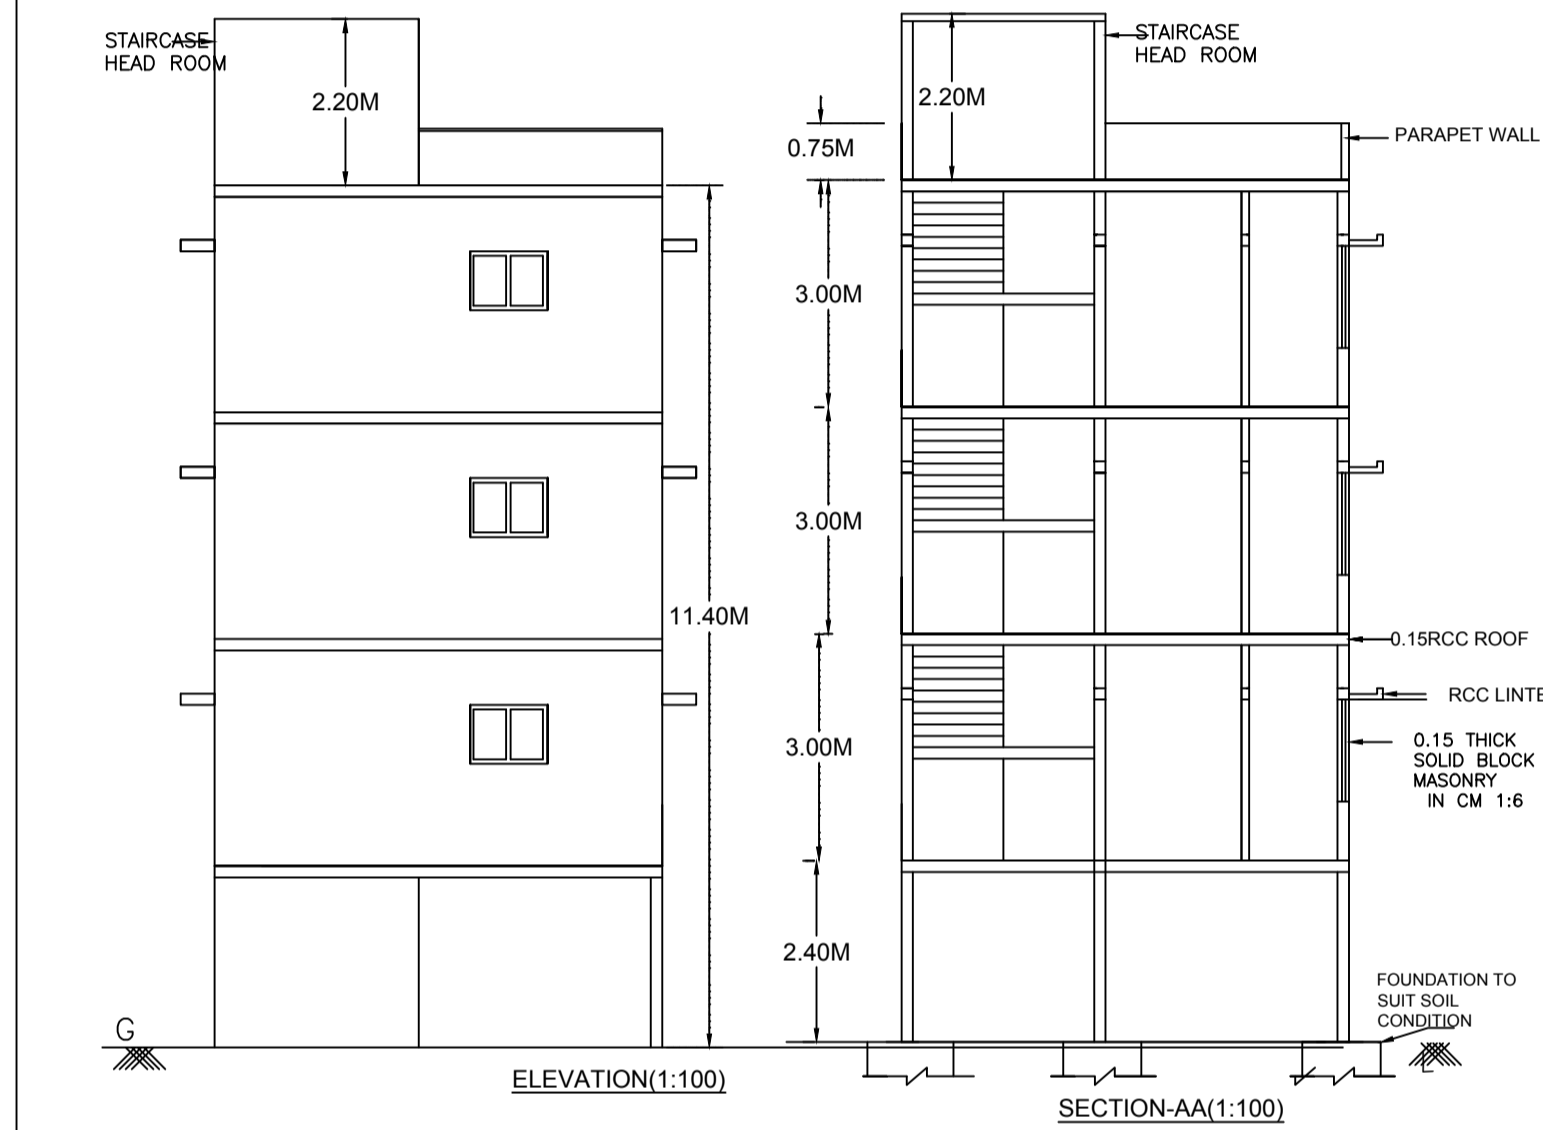 STAIRCASE
HEAD ROOM
2.20M
11.40M
G
ELEVATION(1:100)
STAIRCASE
HEAD ROOM
2.20M
0.75M
PARAPET WALL
3.00M
3.00M
0.15RCC ROOF
RCC LINTE
3.00M
0.15 THICK
SOLID BLOCK
MASONRY
IN CM 1:6
2.40M
FOUNDATION TO
SUIT SOIL
CONDITION
L
SECTION-AA(1:100)